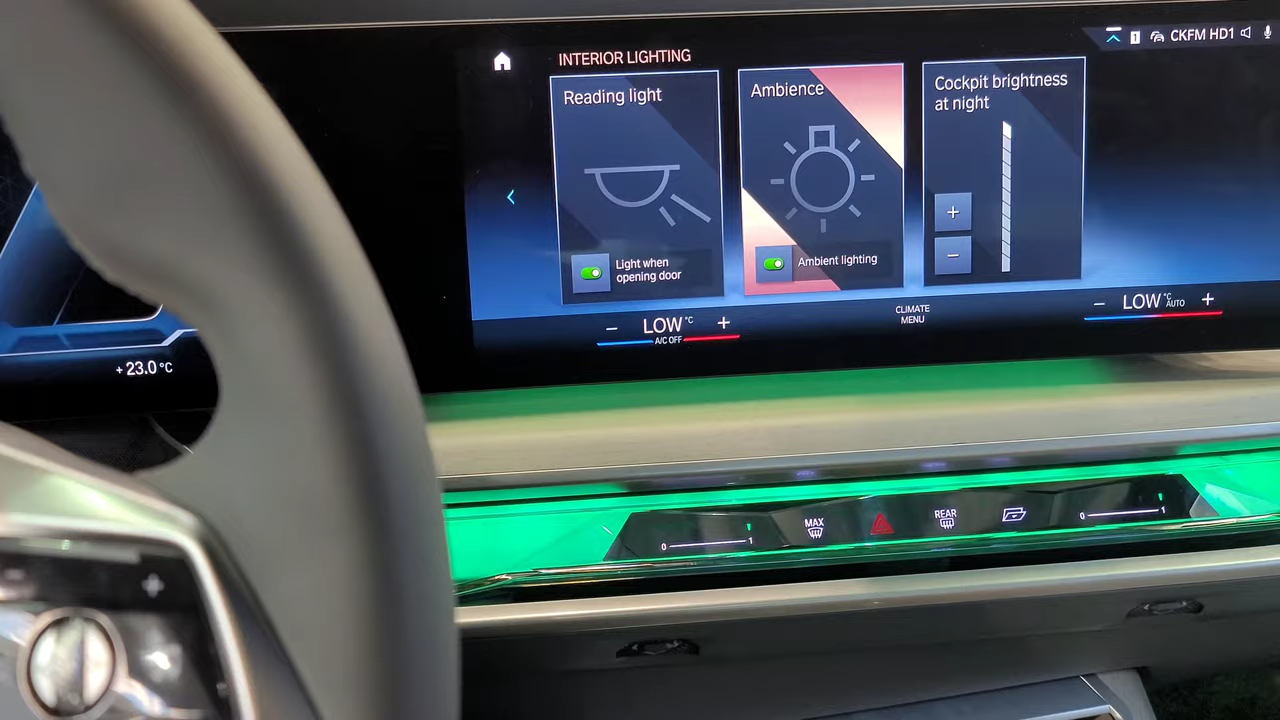 1 CKFM HD1
INTERIOR LIGHTING
Reading light
Light when
opening door
Ambience
Ambient lighting
Cockpit brightness
at night
+
−
− LOW °C +
A/C OFF
CLIMATE
MENU
− LOW °C AUTO +
+ 23.0 °C
0 1
MAX
REAR
0 1